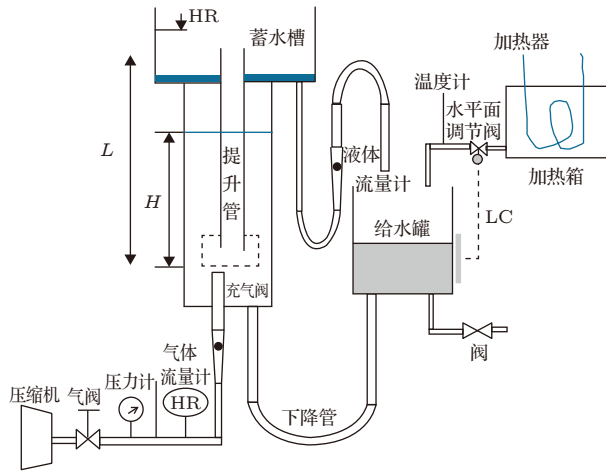 HR
蓄水槽
加热器
温度计
水平面
调节阀
加热箱
L
提
升
管
液体
流量计
H
给水罐
LC
充气阀
阀
气体
流量计
压力计
气阀
压缩机
HR
下降管